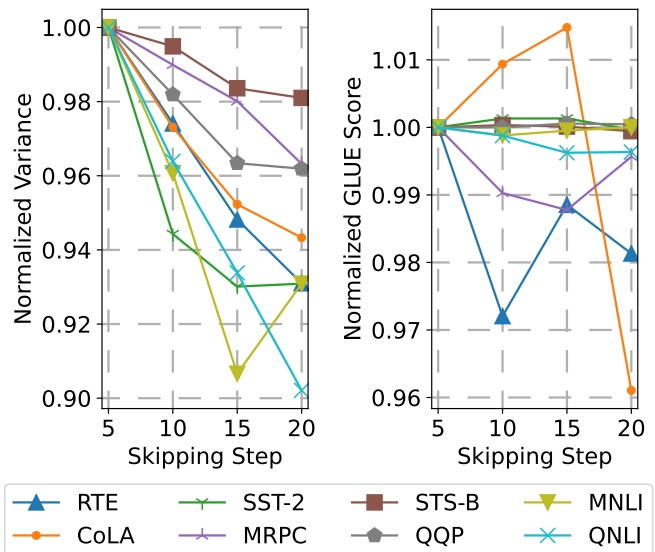 Normalized Variance
1.00
0.98
0.96
0.94
0.92
0.90
5 10 15 20
Skipping Step
Normalized GLUE Score
1.01
1.00
0.99
0.98
0.97
0.96
5 10 15 20
Skipping Step
RTE SST-2 STS-B MNLI
CoLA MRPC QQP QNLI